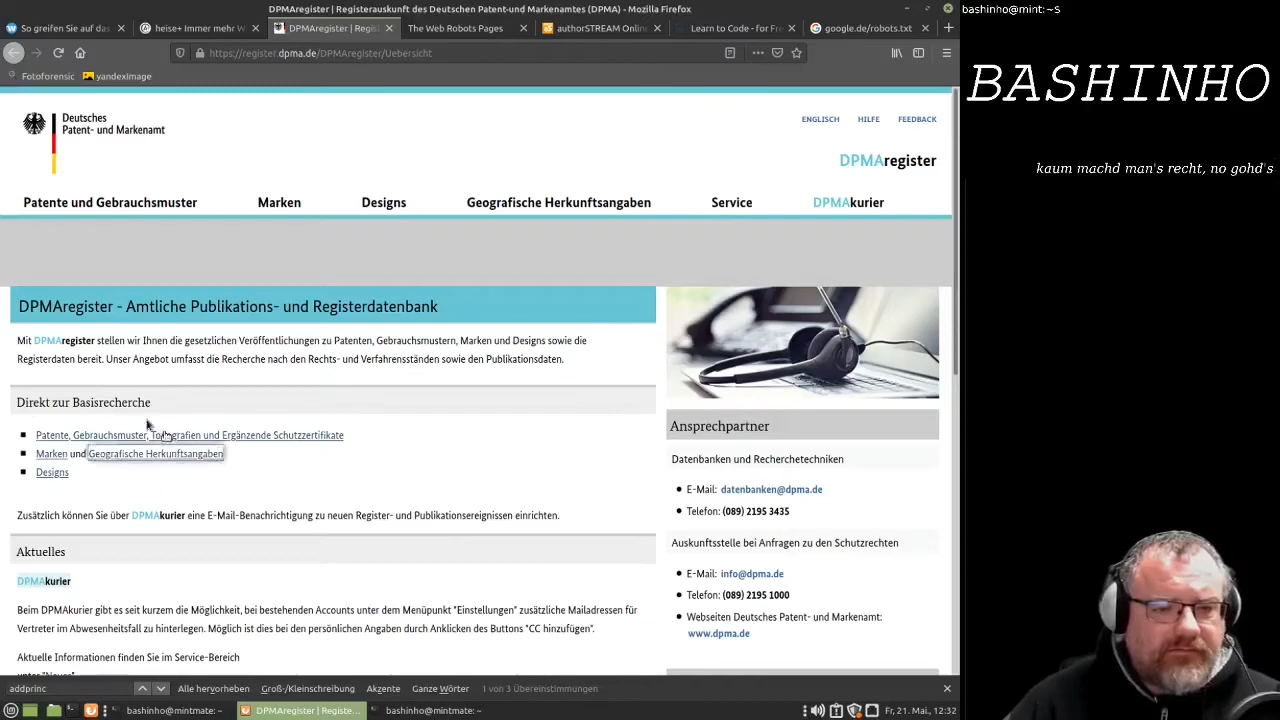 DPMAregister | Registerauskunft des Deutschen Patent-und Markenamtes (DPMA) - Mozilla Firefox
So greifen Sie auf das
heise+ Immer mehr W
DPMAregister | Regis
The Web Robots Pages
authorSTREAM Onlin
Learn to Code - for Fre
google.de/robots.txt
https://register.dpma.de/DPMAregister/Uebersicht
Fotoforensic
yandexImage
Deutsches
Patent- und Markenamt
ENGLISCH HILFE FEEDBACK
DPMAregister
Patente und Gebrauchsmuster Marken Designs Geografische Herkunftsangaben Service DPMAkurier
DPMAregister - Amtliche Publikations- und Registerdatenbank
Mit DPMAregister stellen wir Ihnen die gesetzlichen Veröffentlichungen zu Patenten, Gebrauchsmustern, Marken und Designs sowie die
Registerdaten bereit. Unser Angebot umfasst die Recherche nach den Rechts- und Verfahrensständen sowie den Publikationsdaten.
Direkt zur Basisrecherche
Patente, Gebrauchsmuster, Topografien und Ergänzende Schutzzertifikate
Marken und Geografische Herkunftsangaben
Designs
Zusätzlich können Sie über DPMAkurier eine E-Mail-Benachrichtigung zu neuen Register- und Publikationsereignissen einrichten.
Aktuelles
DPMAkurier
Beim DPMAkurier gibt es seit kurzem die Möglichkeit, bei bestehenden Accounts unter dem Menüpunkt "Einstellungen" zusätzliche Mailadressen für
Vertreter im Abwesenheitsfall zu hinterlegen. Möglich ist dies bei den persönlichen Angaben durch Anklicken des Buttons "CC hinzufügen".
Aktuelle Informationen finden Sie im Service-Bereich
unter "News"
Ansprechpartner
Datenbanken und Recherchetechniken
E-Mail: datenbanken@dpma.de
Telefon: (089) 2195 3435
Auskunftsstelle bei Anfragen zu den Schutzrechten
E-Mail: info@dpma.de
Telefon: (089) 2195 1000
Webseiten Deutsches Patent- und Markenamt:
www.dpma.de
addprinc Alle hervorheben Groß-/Kleinschreibung Akzente Ganze Wörter 1 von 3 Übereinstimmungen
bashinho@mintmate: ~
DPMAregister | Registe...
bashinho@mintmate: ~
Fr, 21. Mai, 12:32
bashinho@mint:~S
BASHINHO
kaum machd man's recht, no gohd's